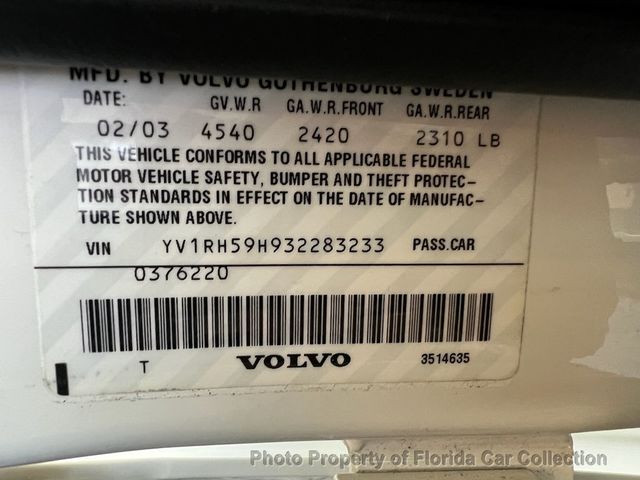 MFD. BY VOLVO GOTHENBURG SWEDEN
DATE: GV.W.R GA.W.R.FRONT GA.W.R.REAR
02/03 4540 2420 2310 LB
THIS VEHICLE CONFORMS TO ALL APPLICABLE FEDERAL
MOTOR VEHICLE SAFETY, BUMPER AND THEFT PROTEC-
TION STANDARDS IN EFFECT ON THE DATE OF MANUFAC-
TURE SHOWN ABOVE.
VIN YV1RH59H932283233 PASS.CAR
0376220
T VOLVO 3514635
Photo Property of Florida Car Collection